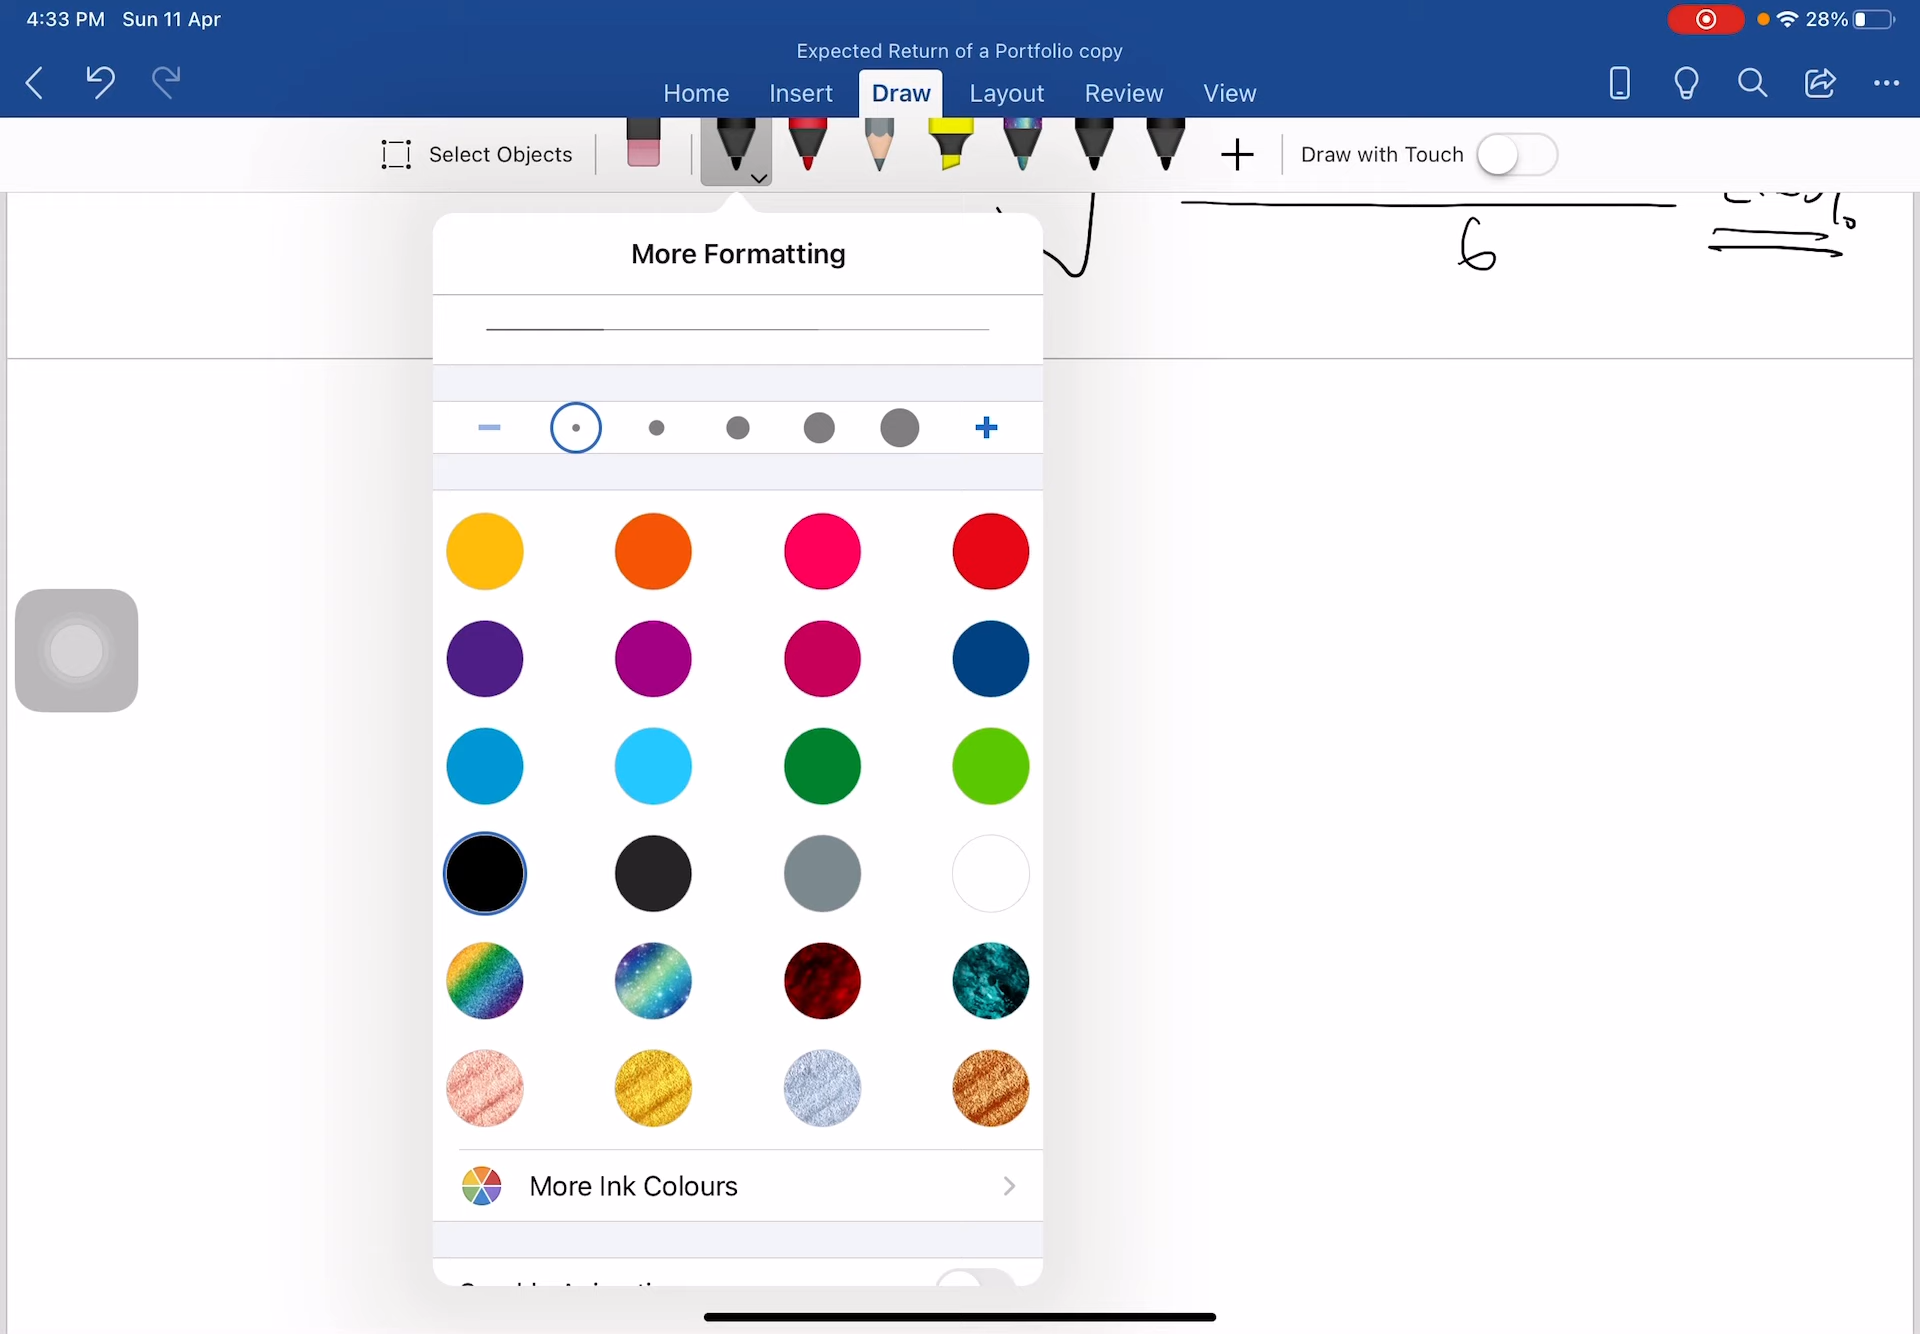 4:33 PM Sun 11 Apr
28%
Expected Return of a Portfolio copy
Home Insert Draw Layout Review View
Select Objects
Draw with Touch
6
More Formatting
More Ink Colours